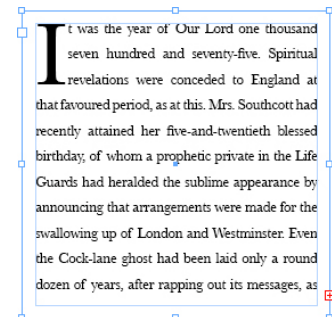 It was the year of Our Lord one thousand
seven hundred and seventy-five. Spiritual
revelations were conceded to England at
that favoured period, as at this. Mrs. Southcott had
recently attained her five-and-twentieth blessed
birthday, of whom a prophetic private in the Life
Guards had heralded the sublime appearance by
announcing that arrangements were made for the
swallowing up of London and Westminster. Even
the Cock-lane ghost had been laid only a round
dozen of years, after rapping out its messages, as